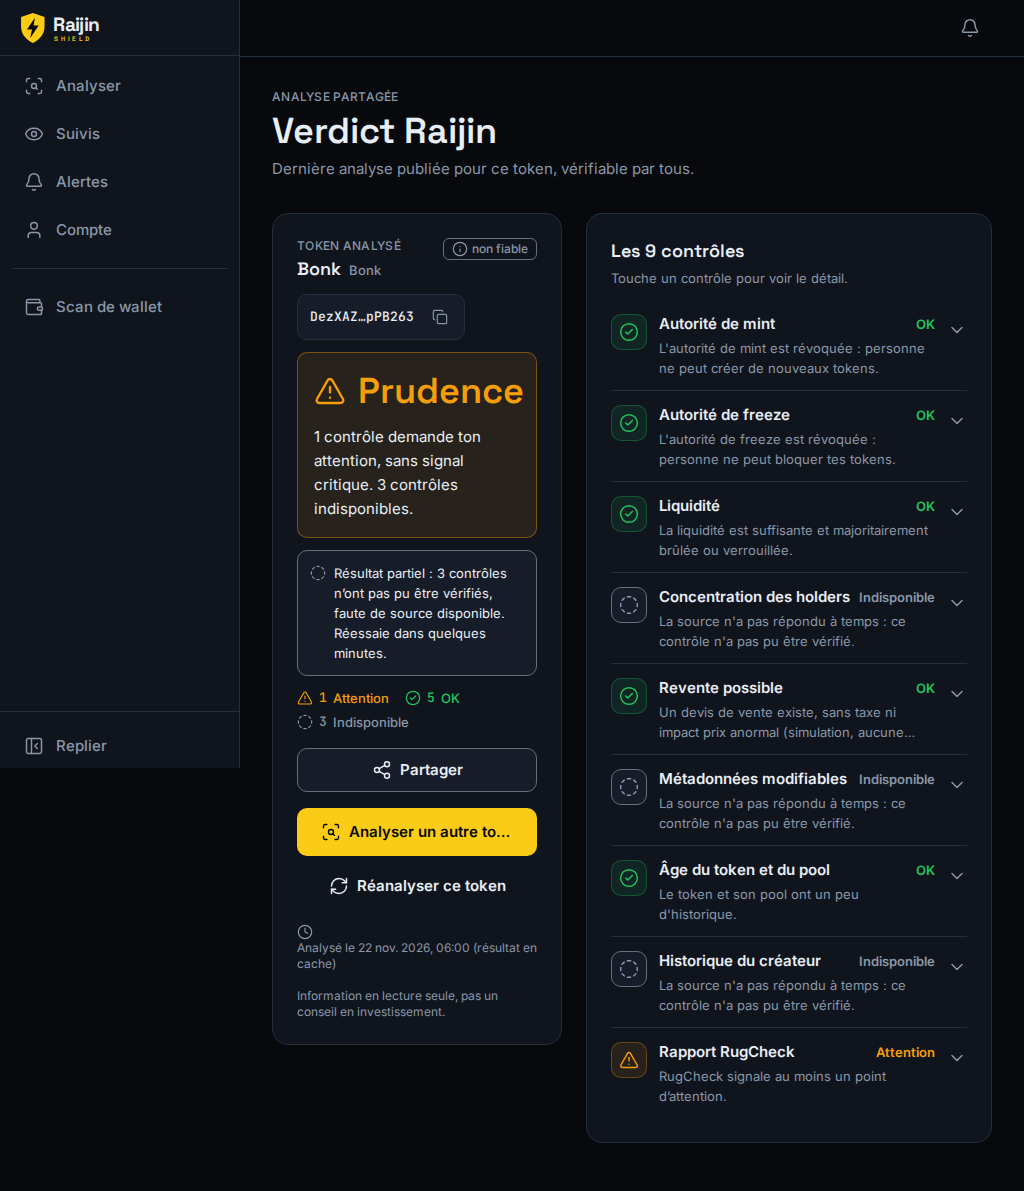 Raijin
SHIELD
Analyser
Suivis
Alertes
Compte
Scan de wallet
Replier
ANALYSE PARTAGÉE
Verdict Raijin
Dernière analyse publiée pour ce token, vérifiable par tous.
TOKEN ANALYSÉ
non fiable
Bonk Bonk
DezXAZ…pPB263
Prudence
1 contrôle demande ton
attention, sans signal
critique. 3 contrôles
indisponibles.
Résultat partiel : 3 contrôles
n'ont pas pu être vérifiés,
faute de source disponible.
Réessaie dans quelques
minutes.
1 Attention 5 OK
3 Indisponible
Partager
Analyser un autre to…
Réanalyser ce token
Analysé le 22 nov. 2026, 06:00 (résultat en
cache)
Information en lecture seule, pas un
conseil en investissement.
Les 9 contrôles
Touche un contrôle pour voir le détail.
Autorité de mint OK
L'autorité de mint est révoquée : personne
ne peut créer de nouveaux tokens.
Autorité de freeze OK
L'autorité de freeze est révoquée :
personne ne peut bloquer tes tokens.
Liquidité OK
La liquidité est suffisante et majoritairement
brûlée ou verrouillée.
Concentration des holders Indisponible
La source n'a pas répondu à temps : ce
contrôle n'a pas pu être vérifié.
Revente possible OK
Un devis de vente existe, sans taxe ni
impact prix anormal (simulation, aucune…
Métadonnées modifiables Indisponible
La source n'a pas répondu à temps : ce
contrôle n'a pas pu être vérifié.
Âge du token et du pool OK
Le token et son pool ont un peu
d'historique.
Historique du créateur Indisponible
La source n'a pas répondu à temps : ce
contrôle n'a pas pu être vérifié.
Rapport RugCheck Attention
RugCheck signale au moins un point
d'attention.